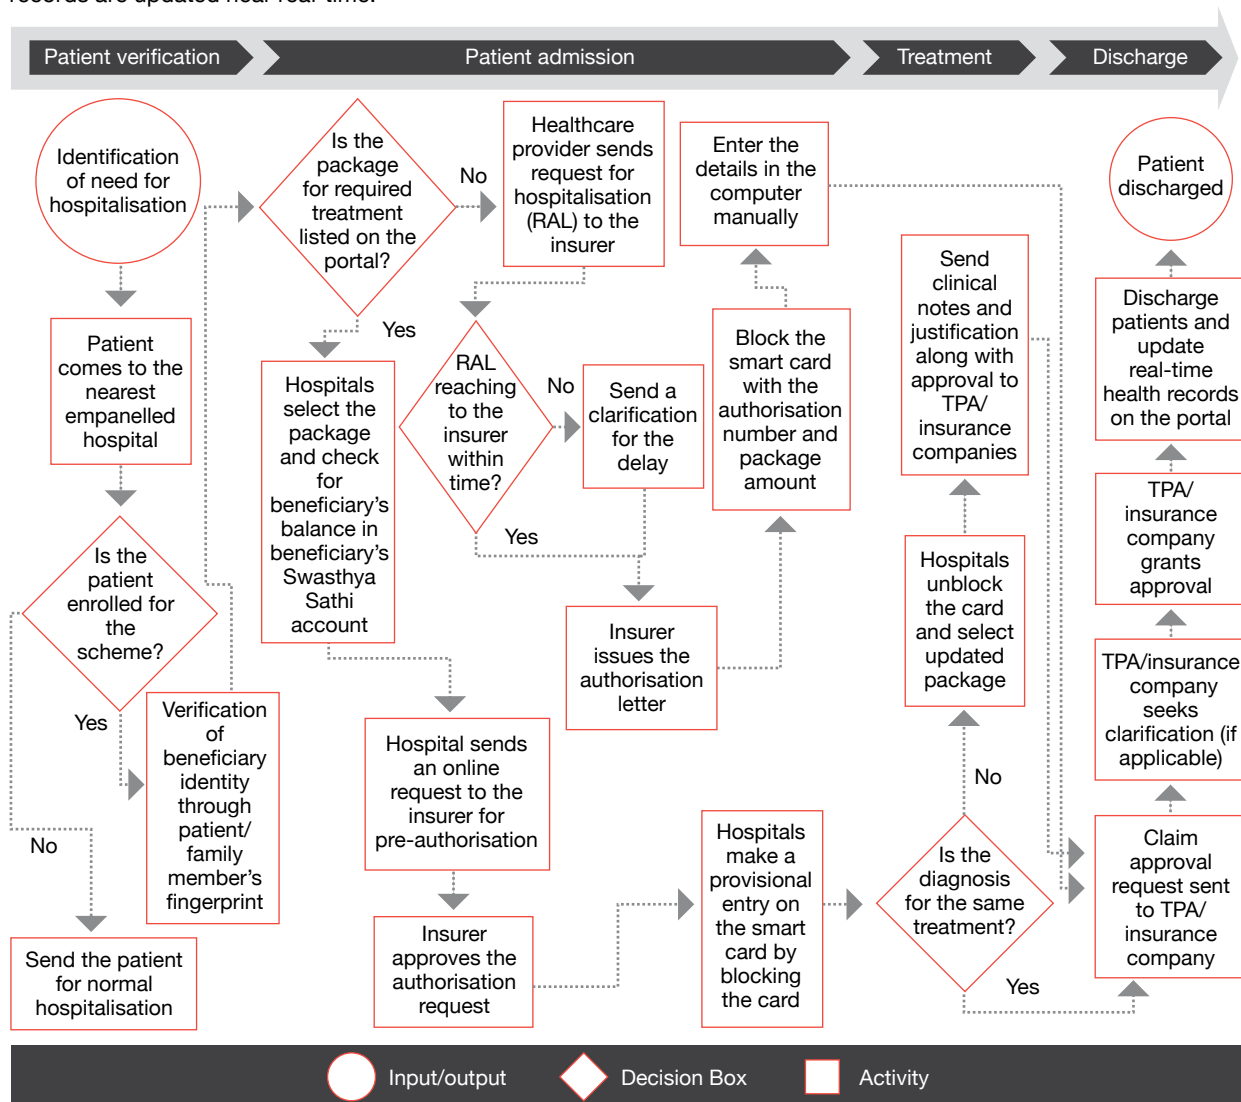 records are updated near real-time.
Patient verification
Patient admission
Treatment
Discharge
Identification
of need for
hospitalisation
Patient
comes to the
nearest
empanelled
hospital
Is the
patient
enrolled for
the
scheme?
Yes
No
Verification
of
beneficiary
identity
through
patient/
family
member's
fingerprint
Send the patient
for normal
hospitalisation
Is the
package
for required
treatment
listed on the
portal?
No
Yes
Healthcare
provider sends
request for
hospitalisation
(RAL) to the
insurer
Hospitals
select the
package
and check
for
beneficiary's
balance in
beneficiary's
Swasthya
Sathi
account
RAL
reaching
to the
insurer
within
time?
No
Yes
Send a
clarification
for the
delay
Insurer
issues the
authorisation
letter
Block the
smart card
with the
authorisation
number and
package
amount
Enter the
details in the
computer
manually
Hospital sends
an online
request to the
insurer for
pre-authorisation
Insurer
approves the
authorisation
request
Hospitals
make a
provisional
entry on
the smart
card by
blocking
the card
Is the
diagnosis
for the same
treatment?
No
Yes
Hospitals
unblock
the card
and select
updated
package
Send
clinical
notes and
justification
along with
approval to
TPA/
insurance
companies
Claim
approval
request sent
to TPA/
insurance
company
TPA/insurance
company
seeks
clarification (if
applicable)
TPA/
insurance
company
grants
approval
Discharge
patients and
update
real-time
health records
on the portal
Patient
discharged
Input/output
Decision Box
Activity